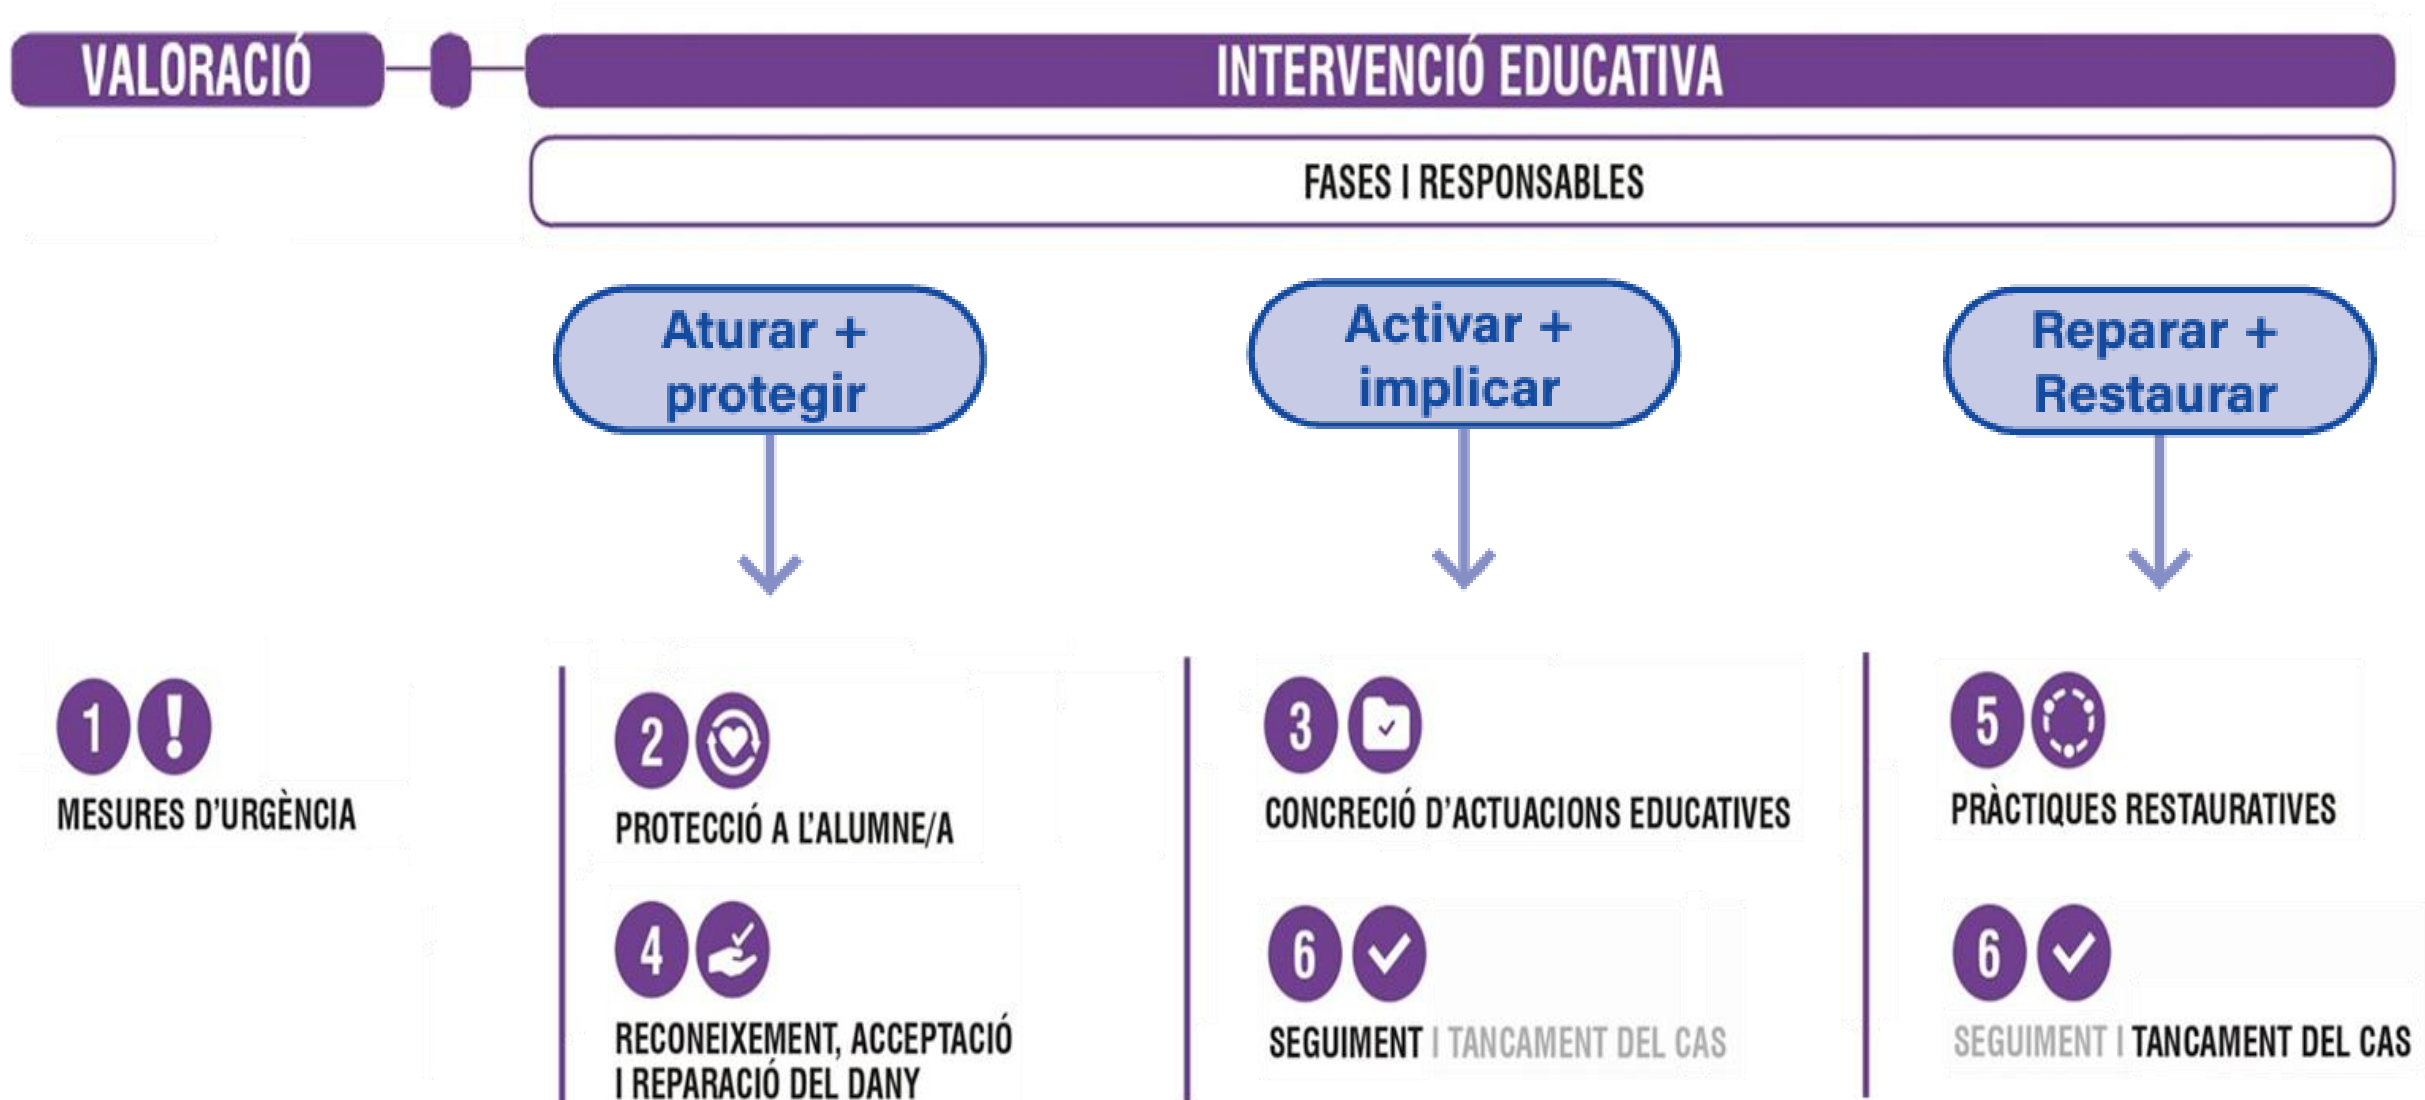 VALORACIÓ
INTERVENCIÓ EDUCATIVA
FASES I RESPONSABLES
Aturar +
protegir
Activar +
implicar
Reparar +
Restaurar
1
MESURES D'URGÈNCIA
2
PROTECCIÓ A L'ALUMNE/A
4
RECONEIXEMENT, ACCEPTACIÓ
I REPARACIÓ DEL DANY
3
CONCRECIÓ D'ACTUACIONS EDUCATIVES
6
SEGUIMENT I TANCAMENT DEL CAS
5
PRÀCTIQUES RESTAURATIVES
6
SEGUIMENT I TANCAMENT DEL CAS